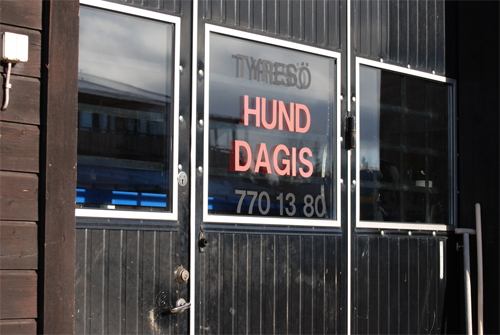 TYRESÖ
HUND
DAGIS
770 13 80